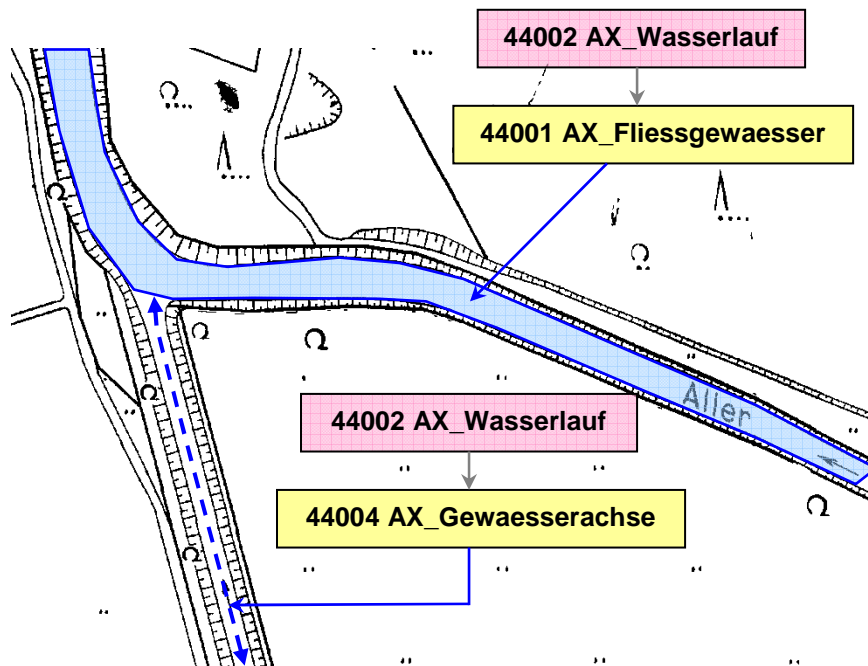 44002 AX_Wasserlauf
44001 AX_Fliessgewaesser
Aller
44002 AX_Wasserlauf
44004 AX_Gewaesserachse